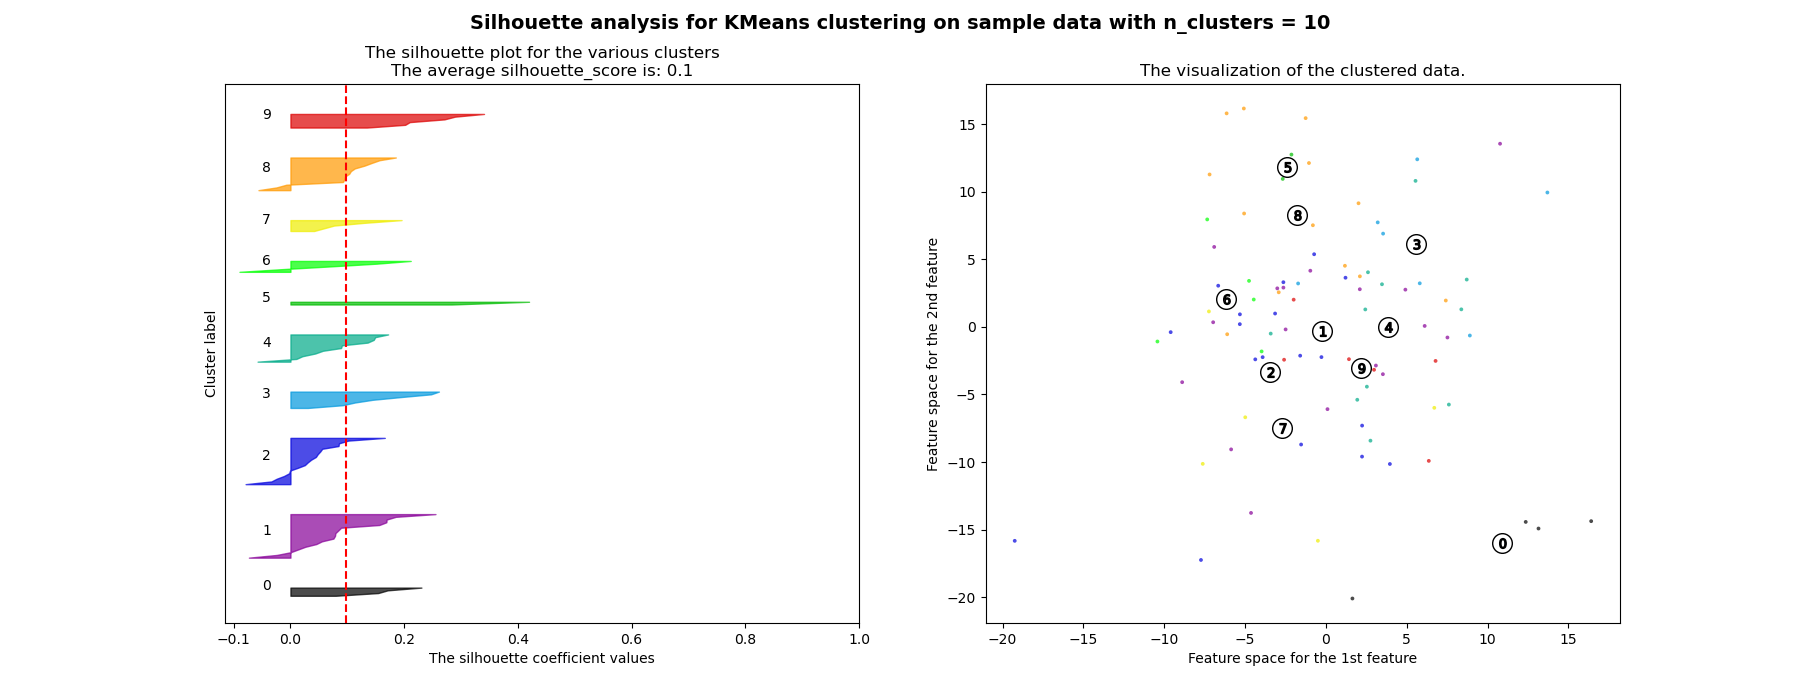 Silhouette analysis for KMeans clustering on sample data with n_clusters = 10
The silhouette plot for the various clusters
The average silhouette_score is: 0.1
Cluster label
9
8
7
6
5
4
3
2
1
0
−0.1 0.0 0.2 0.4 0.6 0.8 1.0
The silhouette coefficient values
The visualization of the clustered data.
Feature space for the 2nd feature
15
10
5
0
−5
−10
−15
−20
5
8
3
6
1
4
2
9
7
0
−20 −15 −10 −5 0 5 10 15
Feature space for the 1st feature